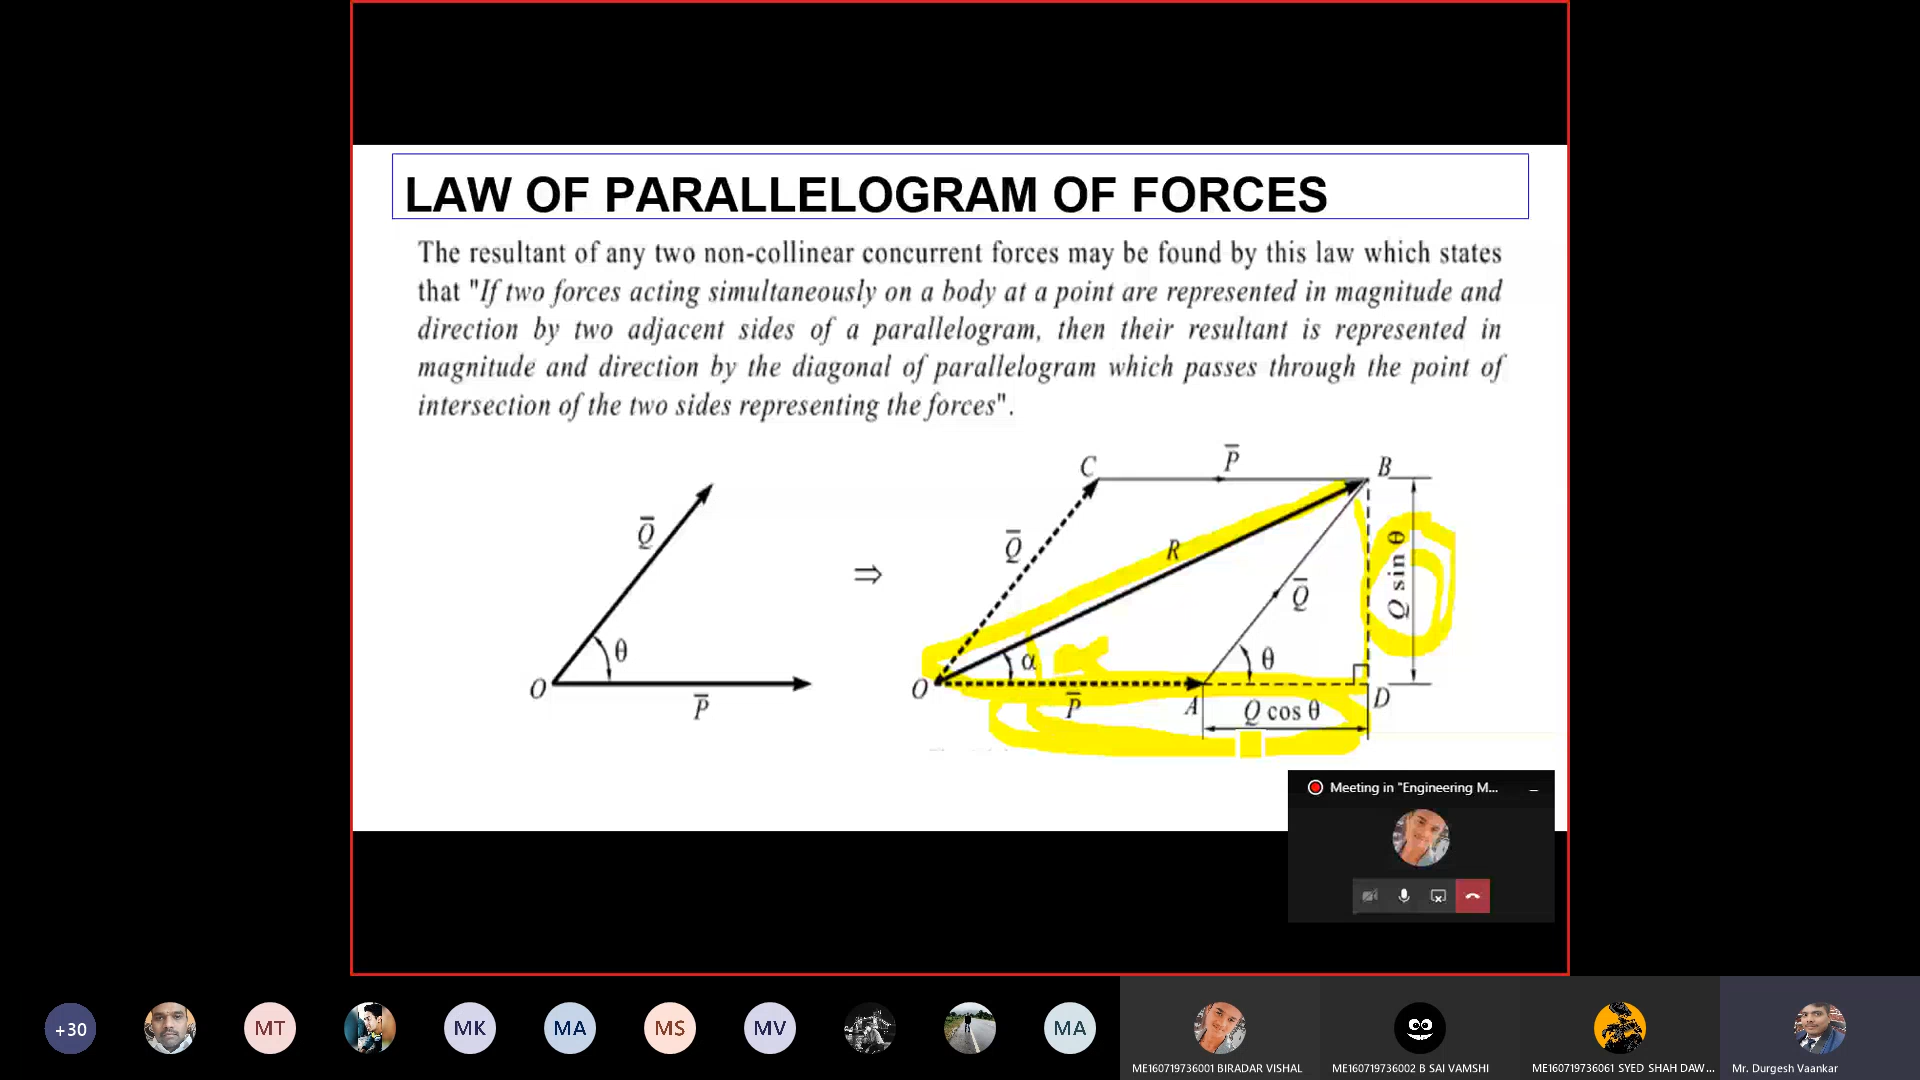 LAW OF PARALLELOGRAM OF FORCES
The resultant of any two non-collinear concurrent forces may be found by this law which states
that "If two forces acting simultaneously on a body at a point are represented in magnitude and
direction by two adjacent sides of a parallelogram, then their resultant is represented in
magnitude and direction by the diagonal of parallelogram which passes through the point of
intersection of the two sides representing the forces".
Q̅
θ
O
P̅
⇒
C
P̅
B
Q̅
R
Q̅
Q sin θ
α
θ
O
P̅
A
Q cos θ
D
Meeting in "Engineering M...
+30
MT
MK
MA
MS
MV
MA
ME160719736001 BIRADAR VISHAL
ME160719736002 B SAI VAMSHI
ME160719736061 SYED SHAH DAW...
Mr. Durgesh Vaankar